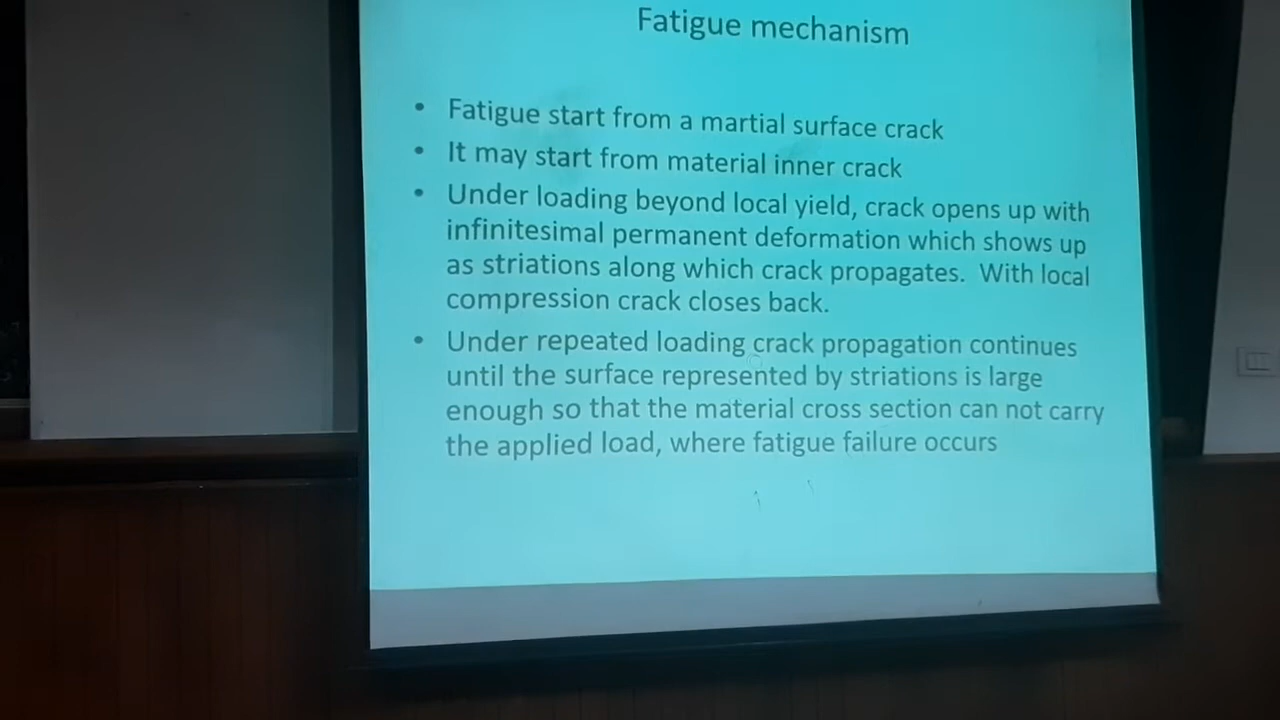 Fatigue mechanism
• Fatigue start from a martial surface crack
• It may start from material inner crack
• Under loading beyond local yield, crack opens up with
infinitesimal permanent deformation which shows up
as striations along which crack propagates. With local
compression crack closes back.
• Under repeated loading crack propagation continues
until the surface represented by striations is large
enough so that the material cross section can not carry
the applied load, where fatigue failure occurs